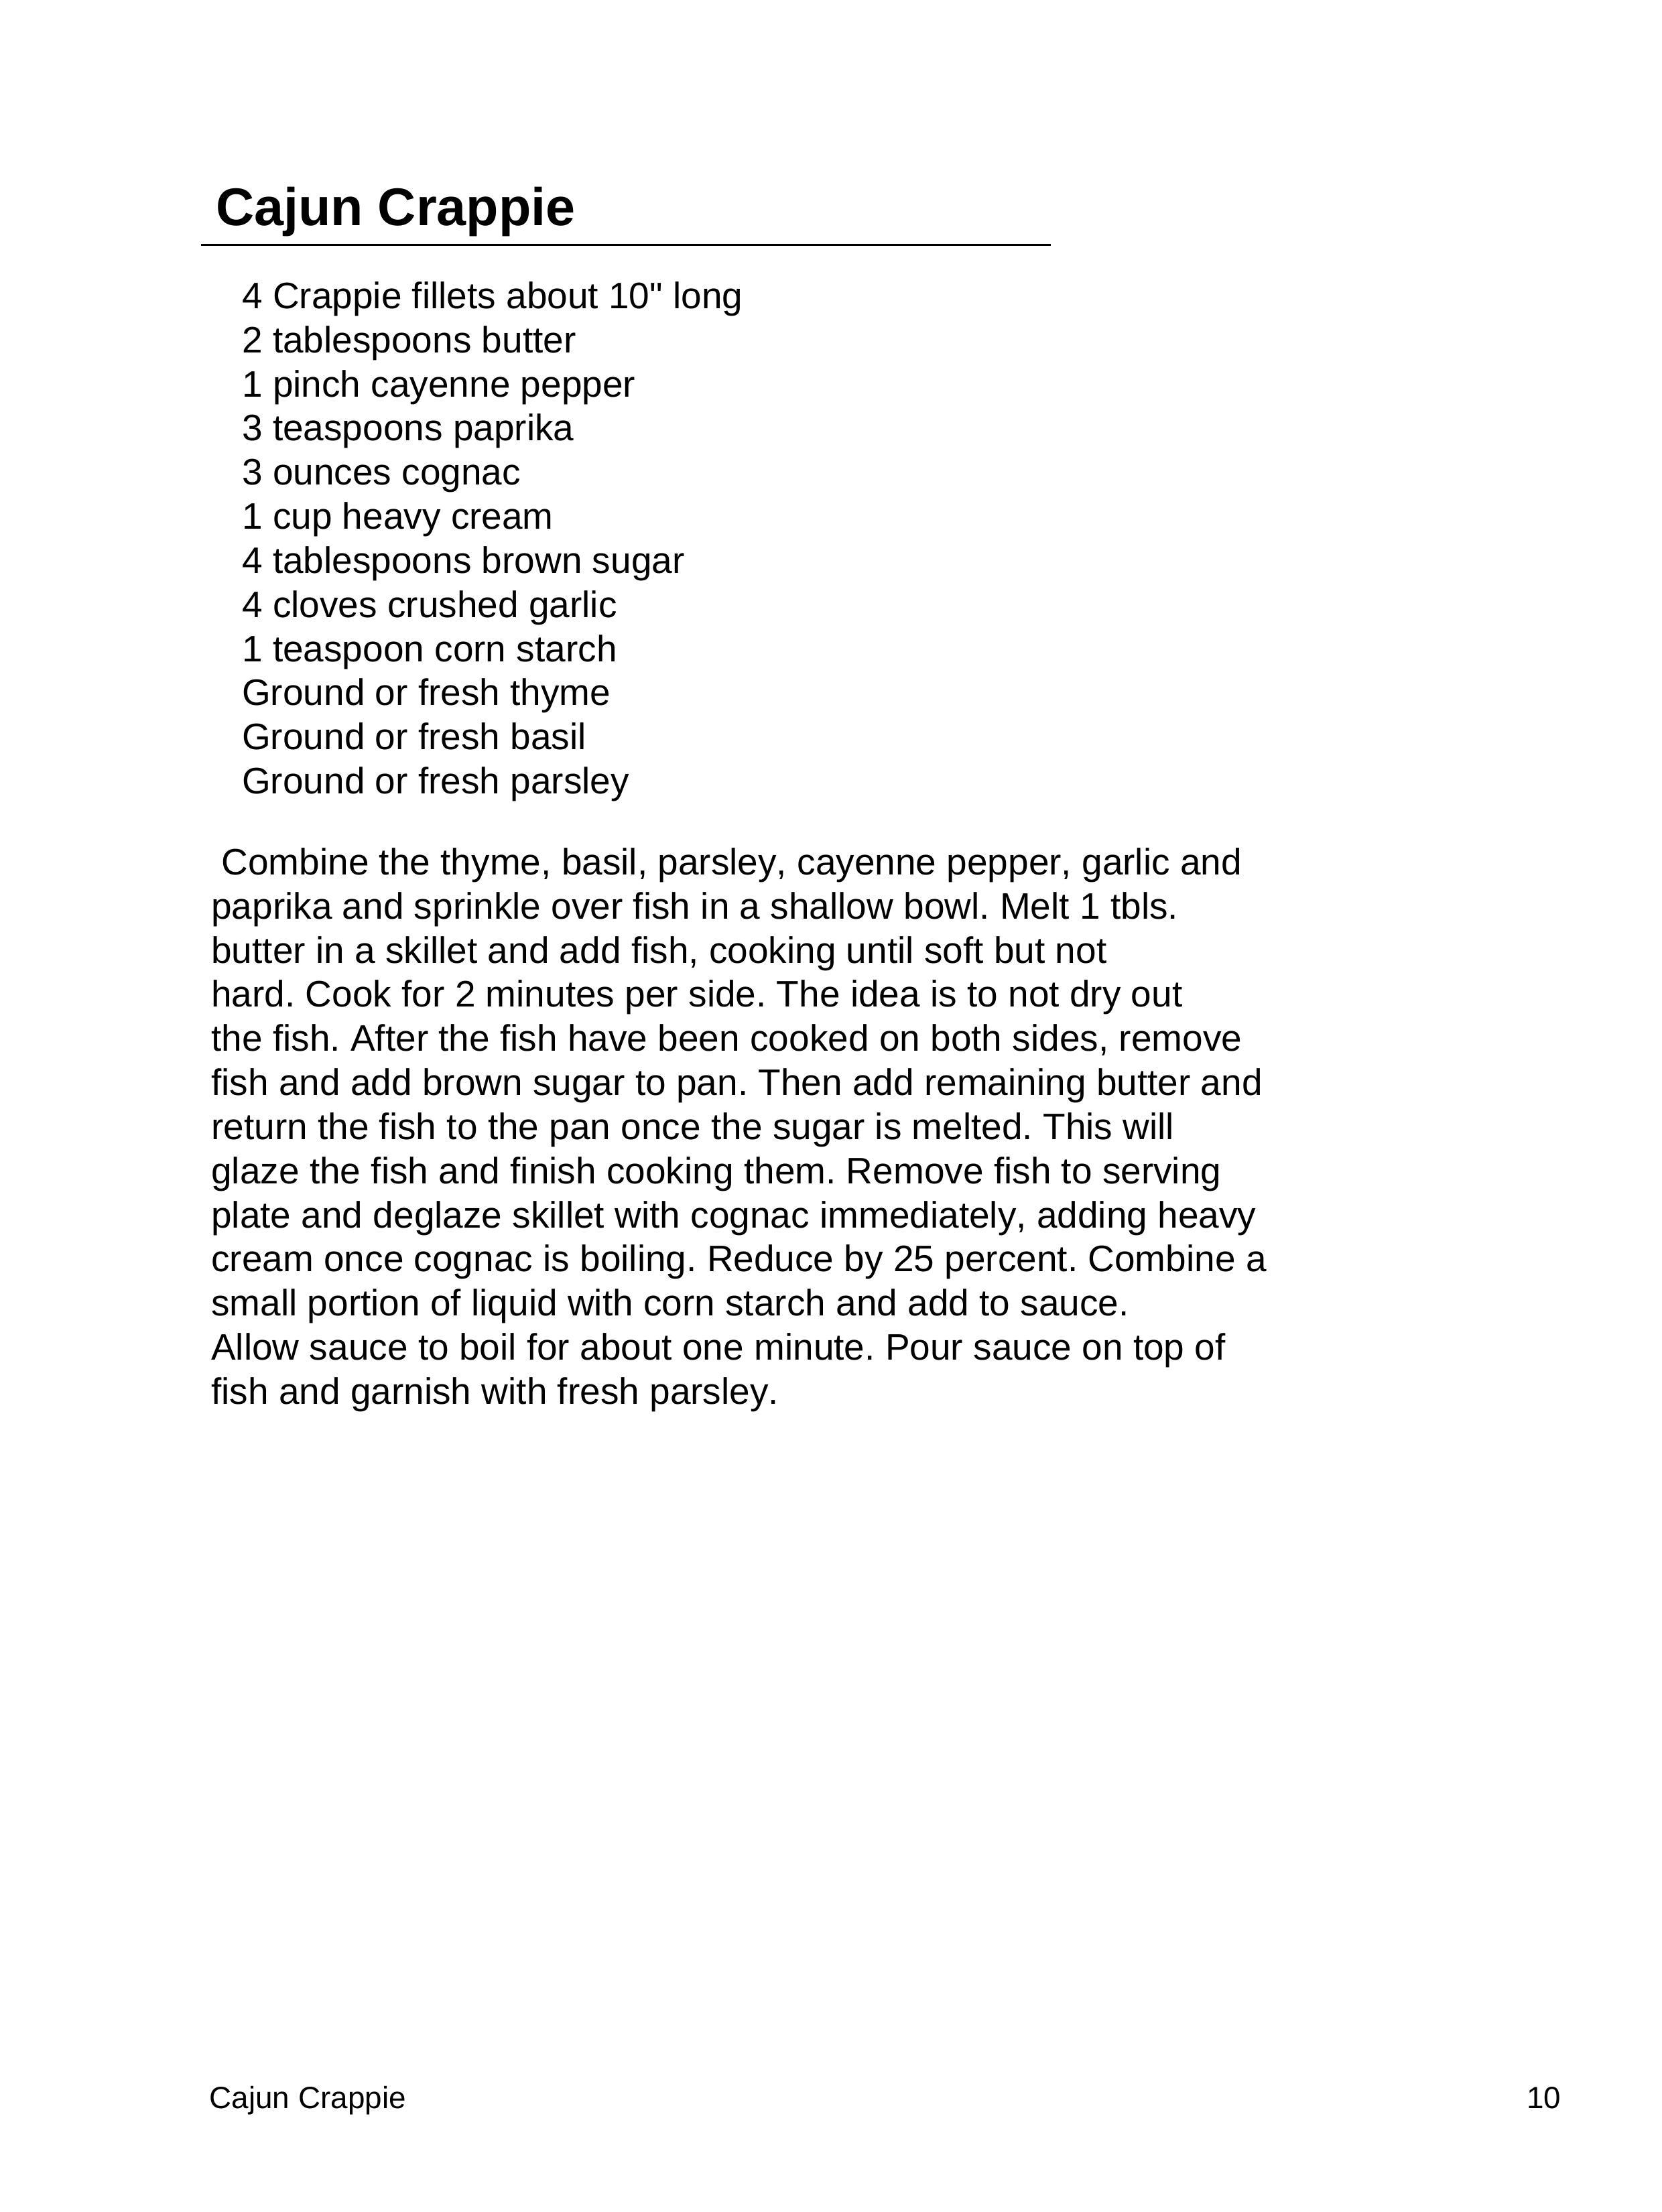 Cajun Crappie
4 Crappie fillets about 10" long
2 tablespoons butter
1 pinch cayenne pepper
3 teaspoons paprika
3 ounces cognac
1 cup heavy cream
4 tablespoons brown sugar
4 cloves crushed garlic
1 teaspoon corn starch
Ground or fresh thyme
Ground or fresh basil
Ground or fresh parsley
Combine the thyme, basil, parsley, cayenne pepper, garlic and
paprika and sprinkle over fish in a shallow bowl. Melt 1 tbls.
butter in a skillet and add fish, cooking until soft but not
hard. Cook for 2 minutes per side. The idea is to not dry out
the fish. After the fish have been cooked on both sides, remove
fish and add brown sugar to pan. Then add remaining butter and
return the fish to the pan once the sugar is melted. This will
glaze the fish and finish cooking them. Remove fish to serving
plate and deglaze skillet with cognac immediately, adding heavy
cream once cognac is boiling. Reduce by 25 percent. Combine a
small portion of liquid with corn starch and add to sauce.
Allow sauce to boil for about one minute. Pour sauce on top of
fish and garnish with fresh parsley.
Cajun Crappie 10